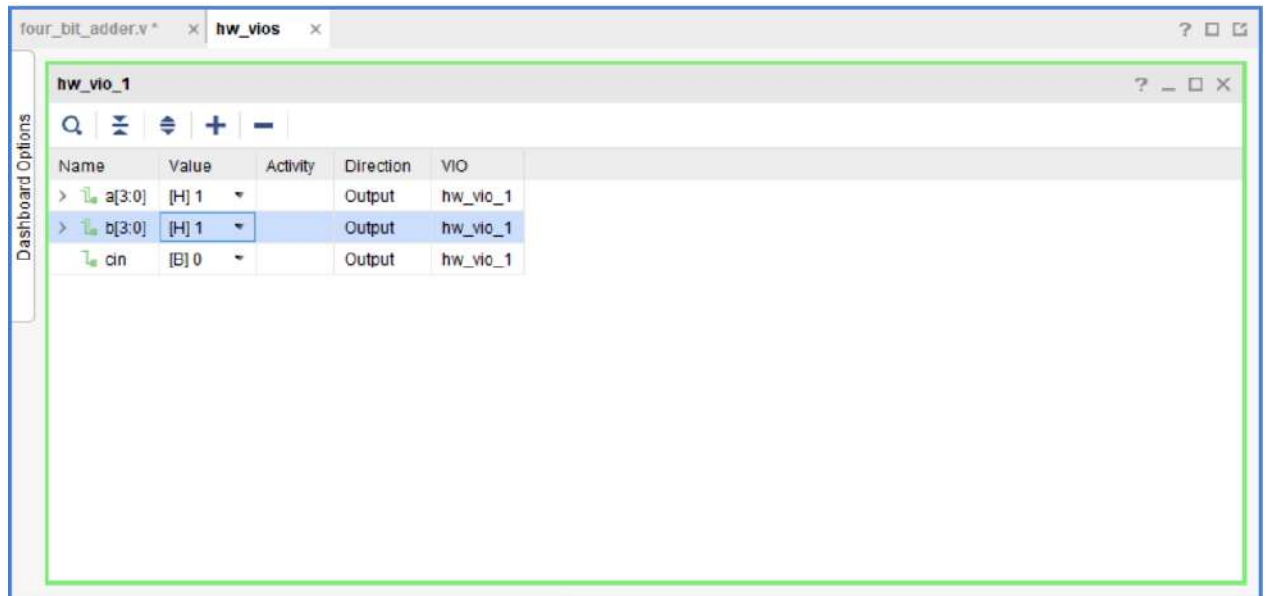 four_bit_adder.v * × hw_vios × ?
Dashboard Options
hw_vio_1 ?
Name Value Activity Direction VIO
> a[3:0] [H] 1 Output hw_vio_1
> b[3:0] [H] 1 Output hw_vio_1
cin [B] 0 Output hw_vio_1